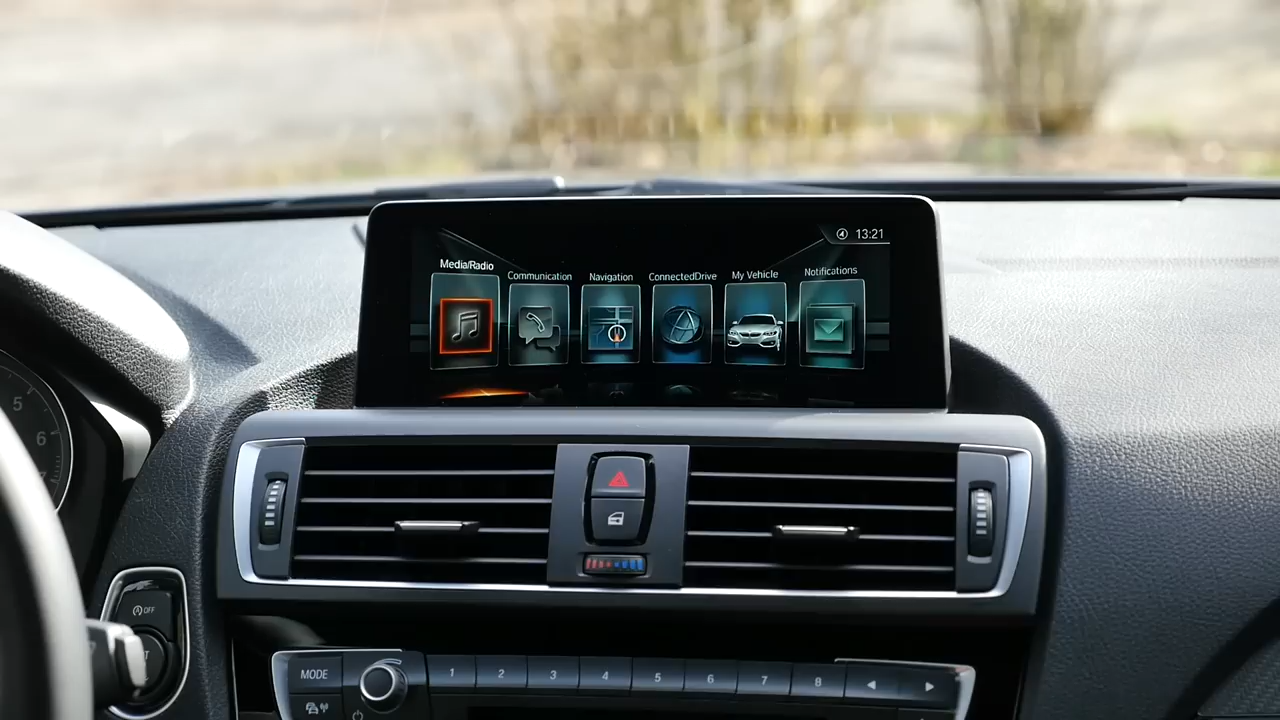 13:21
Media/Radio
Communication
Navigation
ConnectedDrive
My Vehicle
Notifications
5
6
OFF
MODE
1 2 3 4 5 6 7 8